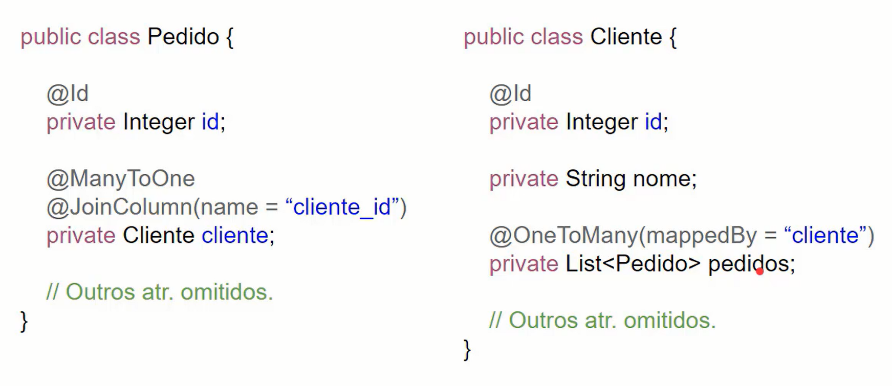 public class Pedido {
@Id
private Integer id;
@ManyToOne
@JoinColumn(name = “cliente_id”)
private Cliente cliente;
// Outros atr. omitidos.
}
public class Cliente {
@Id
private Integer id;
private String nome;
@OneToMany(mappedBy = “cliente”)
private List<Pedido> pedidos;
// Outros atr. omitidos.
}